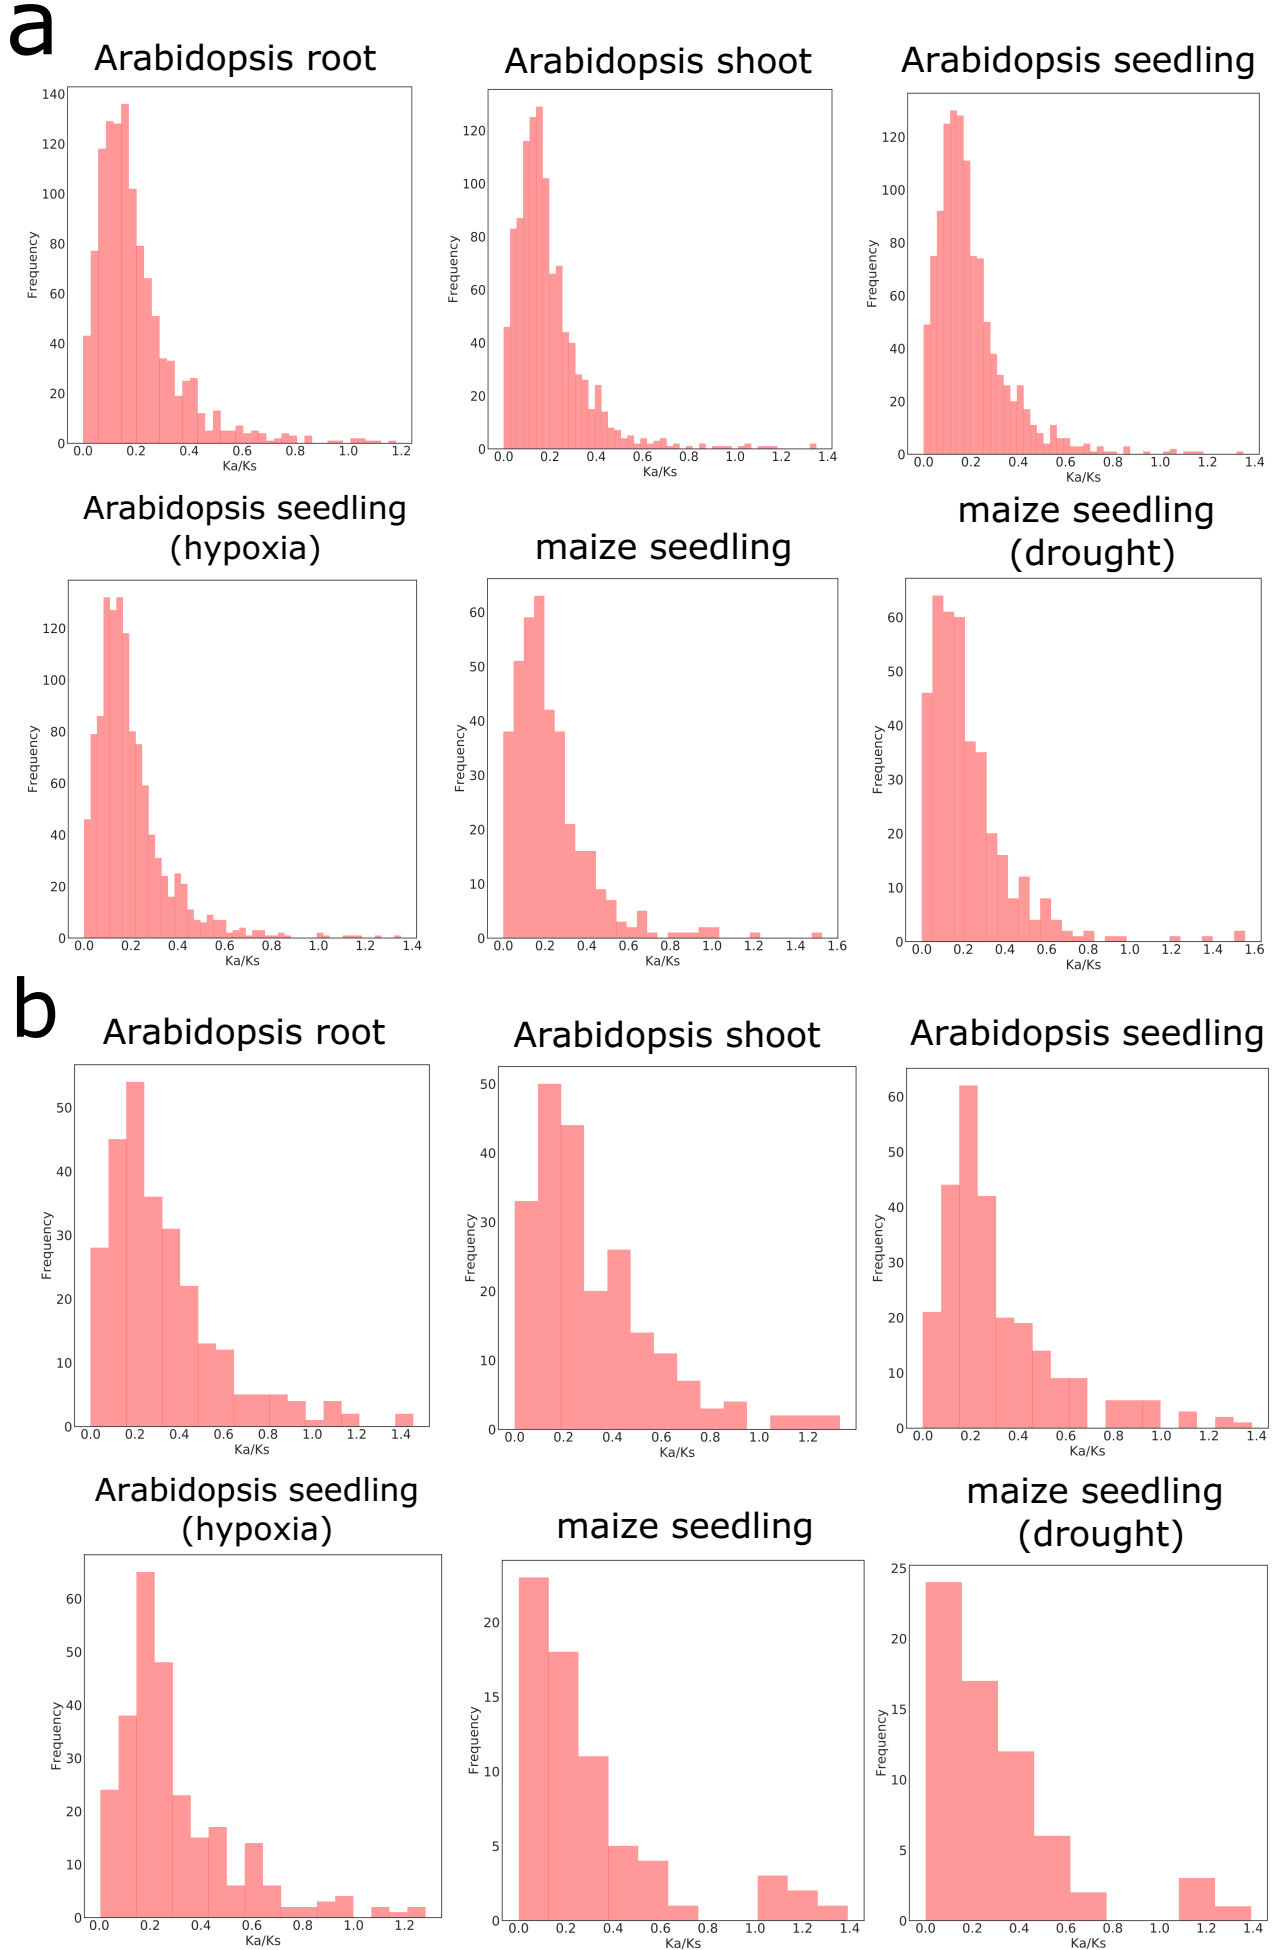 a
Arabidopsis root
Arabidopsis shoot
Arabidopsis seedling
140
120
100
80
60
40
20
0
Frequency
0.0 0.2 0.4 0.6 0.8 1.0 1.2
Ka/Ks
120
100
80
60
40
20
0
Frequency
0.0 0.2 0.4 0.6 0.8 1.0 1.2 1.4
Ka/Ks
120
100
80
60
40
20
0
Frequency
0.0 0.2 0.4 0.6 0.8 1.0 1.2 1.4
Ka/Ks
Arabidopsis seedling
(hypoxia)
maize seedling
maize seedling
(drought)
120
100
80
60
40
20
0
Frequency
0.0 0.2 0.4 0.6 0.8 1.0 1.2 1.4
Ka/Ks
60
50
40
30
20
10
0
Frequency
0.0 0.2 0.4 0.6 0.8 1.0 1.2 1.4 1.6
Ka/Ks
60
50
40
30
20
10
0
Frequency
0.0 0.2 0.4 0.6 0.8 1.0 1.2 1.4 1.6
Ka/Ks
b
Arabidopsis root
Arabidopsis shoot
Arabidopsis seedling
50
40
30
20
10
0
Frequency
0.0 0.2 0.4 0.6 0.8 1.0 1.2 1.4
Ka/Ks
50
40
30
20
10
0
Frequency
0.0 0.2 0.4 0.6 0.8 1.0 1.2
Ka/Ks
60
50
40
30
20
10
0
Frequency
0.0 0.2 0.4 0.6 0.8 1.0 1.2 1.4
Ka/Ks
Arabidopsis seedling
(hypoxia)
maize seedling
maize seedling
(drought)
60
50
40
30
20
10
0
Frequency
0.0 0.2 0.4 0.6 0.8 1.0 1.2
Ka/Ks
20
15
10
5
0
Frequency
0.0 0.2 0.4 0.6 0.8 1.0 1.2 1.4
Ka/Ks
25
20
15
10
5
0
Frequency
0.0 0.2 0.4 0.6 0.8 1.0 1.2 1.4
Ka/Ks